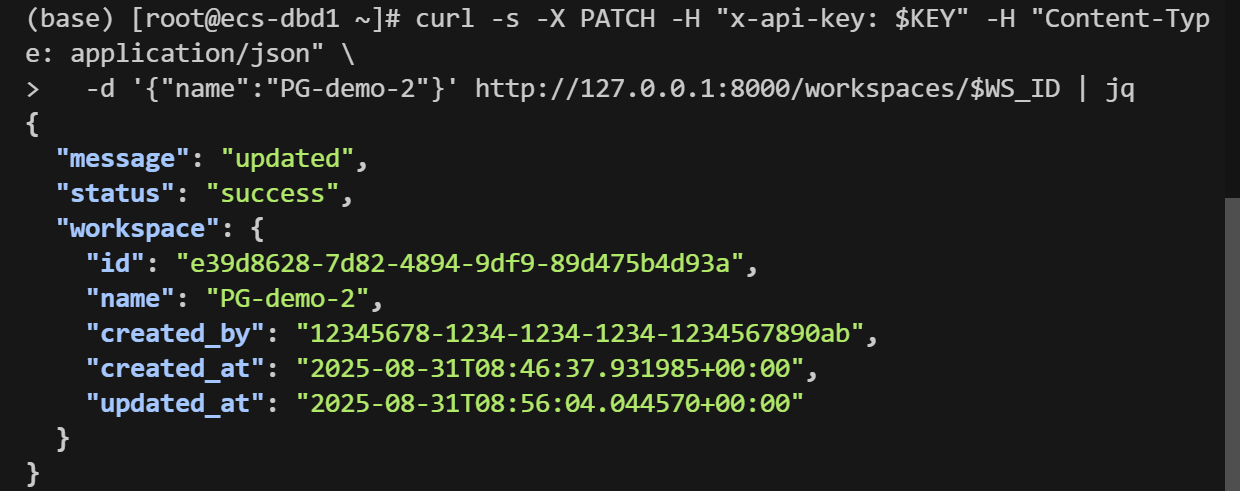 (base) [root@ecs-dbd1 ~]# curl -s -X PATCH -H "x-api-key: $KEY" -H "Content-Typ
e: application/json" \
>   -d '{"name":"PG-demo-2"}' http://127.0.0.1:8000/workspaces/$WS_ID | jq
{
  "message": "updated",
  "status": "success",
  "workspace": {
    "id": "e39d8628-7d82-4894-9df9-89d475b4d93a",
    "name": "PG-demo-2",
    "created_by": "12345678-1234-1234-1234-1234567890ab",
    "created_at": "2025-08-31T08:46:37.931985+00:00",
    "updated_at": "2025-08-31T08:56:04.044570+00:00"
  }
}